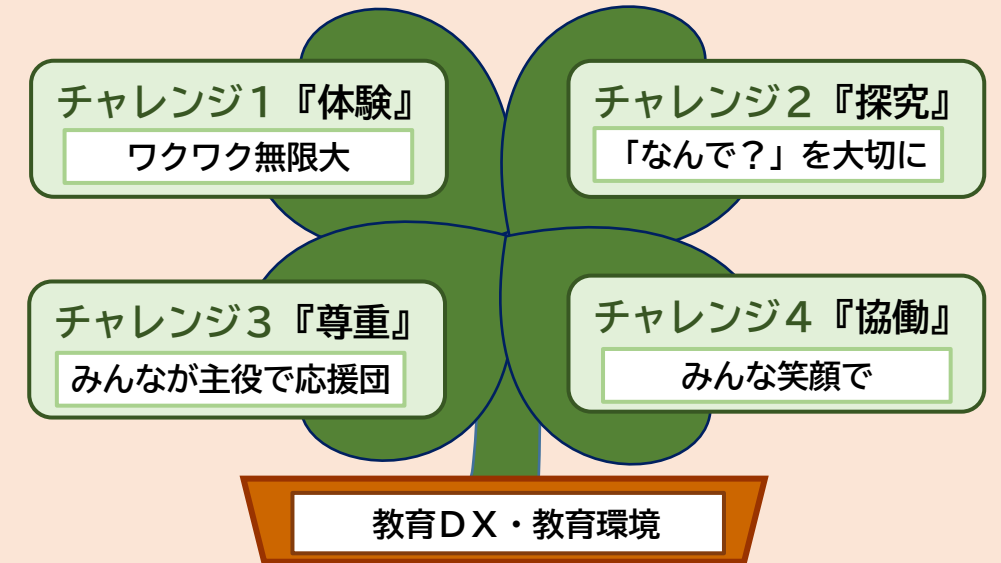 チャレンジ1『体験』
ワクワク無限大
チャレンジ2『探究』
「なんで?」を大切に
チャレンジ3『尊重』
みんなが主役で応援団
チャレンジ4『協働』
みんな笑顔で
教育DX・教育環境